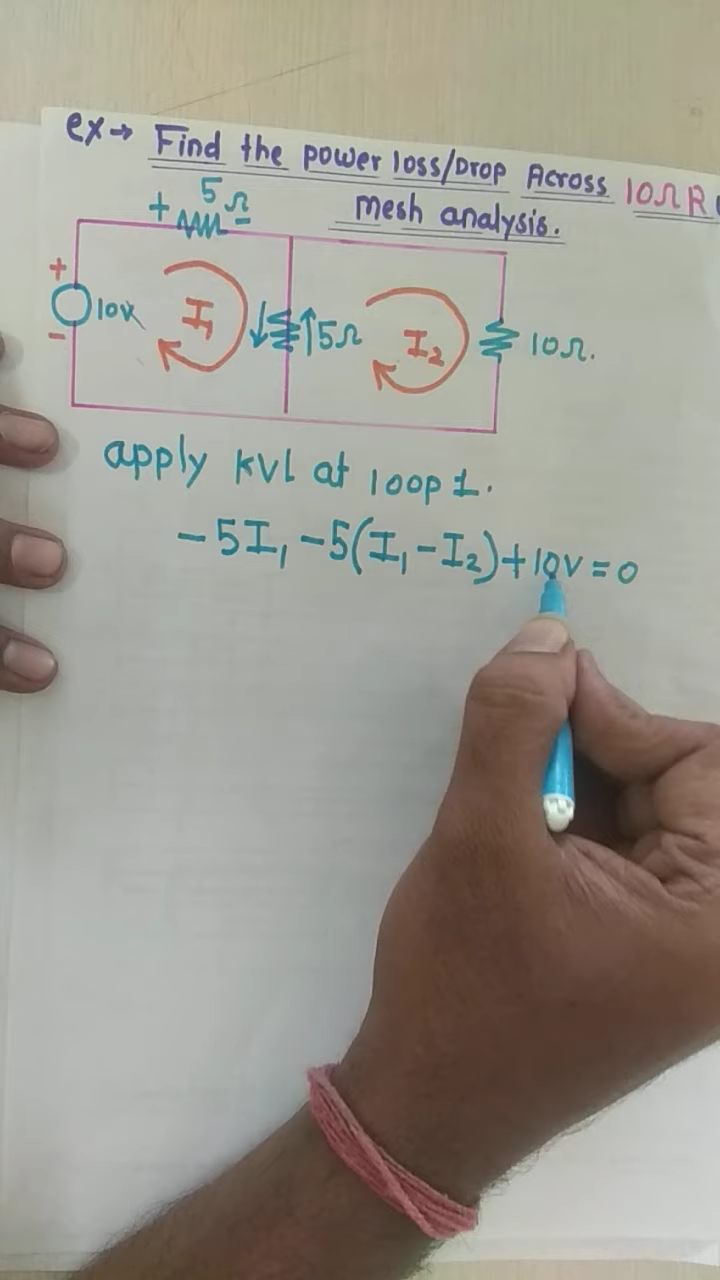 ex→ Find the power loss/Drop Across 10Ω R
mesh analysis.
+ 5Ω -
+
10V
-
I₁
5Ω
I₂
10Ω.
apply KVL at loop 1.
-5I₁ -5(I₁-I₂)+10V=0